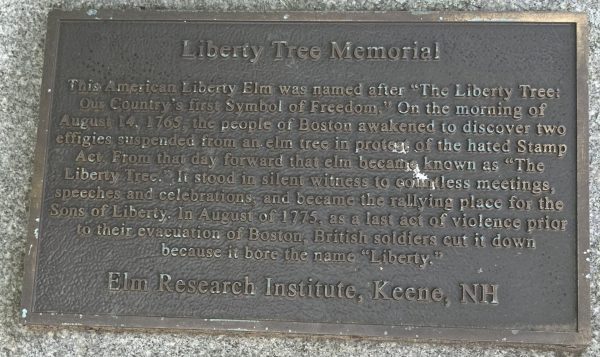 Liberty Tree Memorial
This American Liberty Elm was named after "The Liberty Tree:
Our Country's first Symbol of Freedom." On the morning of
August 14, 1765, the people of Boston awakened to discover two
effigies suspended from an elm tree in protest of the hated Stamp
Act. From that day forward that elm became known as "The
Liberty Tree." It stood in silent witness to countless meetings,
speeches and celebrations, and became the rallying place for the
Sons of Liberty. In August of 1775, as a last act of violence prior
to their evacuation of Boston, British soldiers cut it down
because it bore the name "Liberty."
Elm Research Institute, Keene, NH